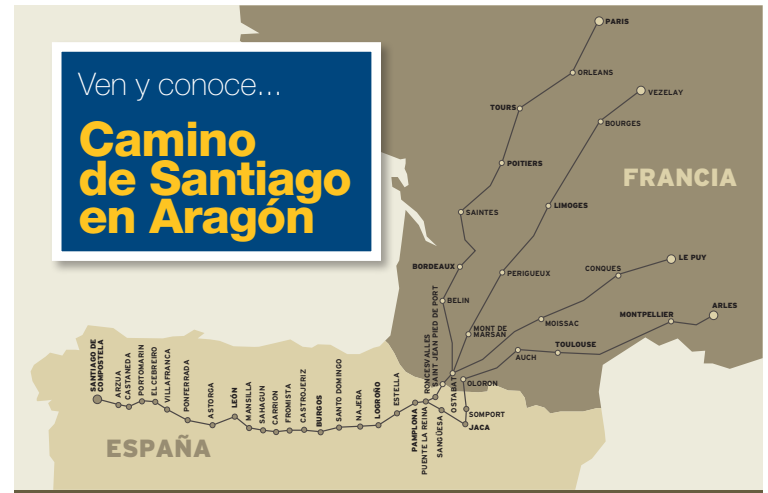 Ven y conoce...
Camino
de Santiago
en Aragón
PARIS
ORLEANS
VEZELAY
TOURS
BOURGES
POITIERS
FRANCIA
LIMOGES
SAINTES
LE PUY
BORDEAUX
PERIGUEUX
CONQUES
BELIN
ARLES
MONTPELLIER
MONT DE
MARSAN
MOISSAC
TOULOUSE
AUCH
SANTIAGO DE
COMPOSTELA
ARZUA
CASTANEDA
PORTOMARIN
EL CEBREIRO
VILLAFRANCA
PONFERRADA
ASTORGA
LEÓN
MANSILLA
SAHAGUN
CARRION
FROMISTA
CASTROJERIZ
BURGOS
SANTO DOMINGO
NAJERA
LOGROÑO
ESTELLA
PAMPLONA
PUENTE LA REINA
RONCESVALLES
SAINT JEAN PIED DE PORT
SANGÜESA
OSTABAT
OLORON
SOMPORT
JACA
ESPAÑA